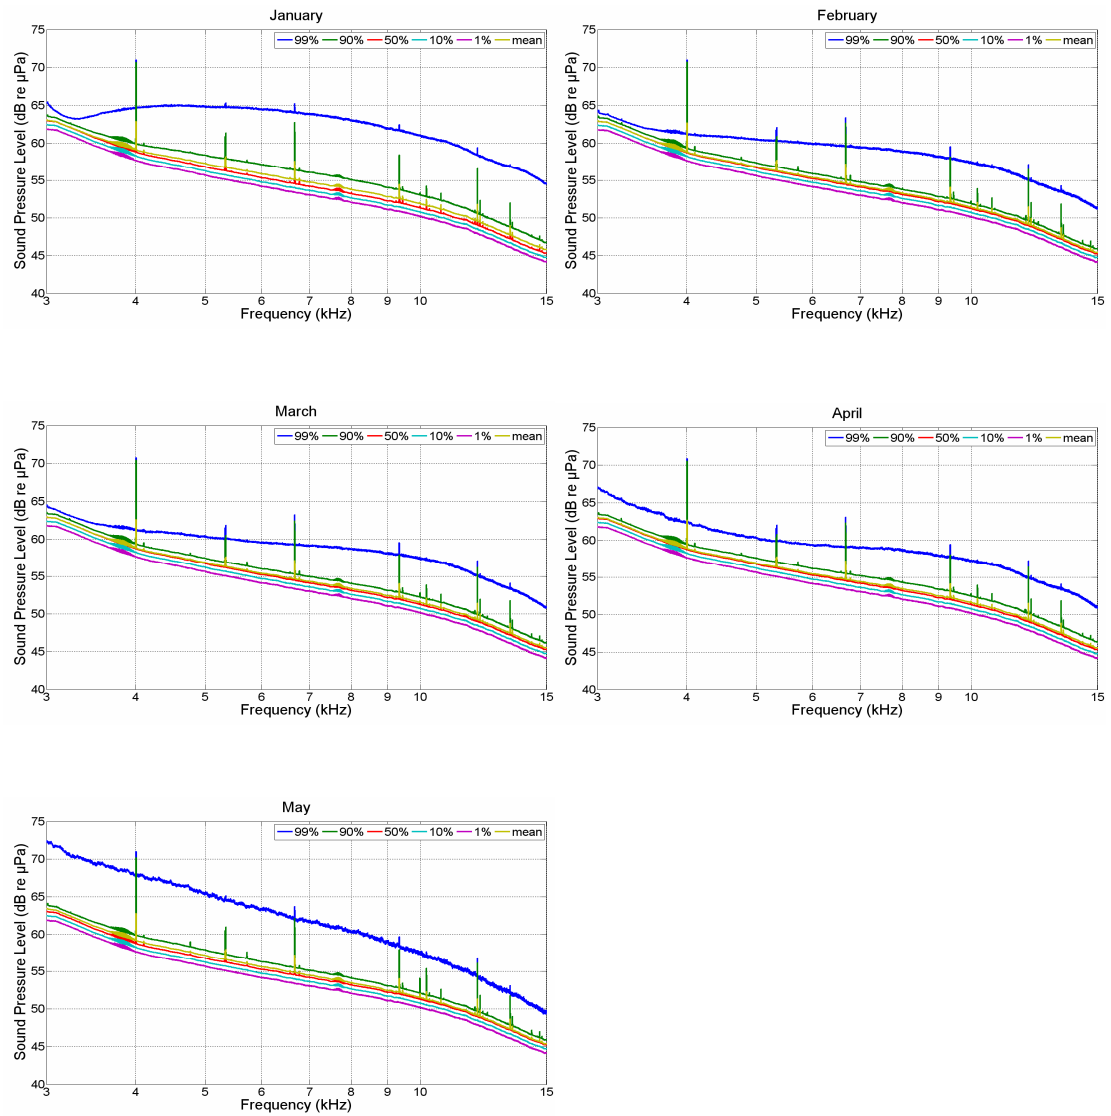 January
75
99% 90% 50% 10% 1% mean
70
65
60
55
50
45
40
Sound Pressure Level (dB re µPa)
3 4 5 6 7 8 9 10 15
Frequency (kHz)
February
75
99% 90% 50% 10% 1% mean
70
65
60
55
50
45
40
Sound Pressure Level (dB re µPa)
3 4 5 6 7 8 9 10 15
Frequency (kHz)
March
75
99% 90% 50% 10% 1% mean
70
65
60
55
50
45
40
Sound Pressure Level (dB re µPa)
3 4 5 6 7 8 9 10 15
Frequency (kHz)
April
75
99% 90% 50% 10% 1% mean
70
65
60
55
50
45
40
Sound Pressure Level (dB re µPa)
3 4 5 6 7 8 9 10 15
Frequency (kHz)
May
75
99% 90% 50% 10% 1% mean
70
65
60
55
50
45
40
Sound Pressure Level (dB re µPa)
3 4 5 6 7 8 9 10 15
Frequency (kHz)